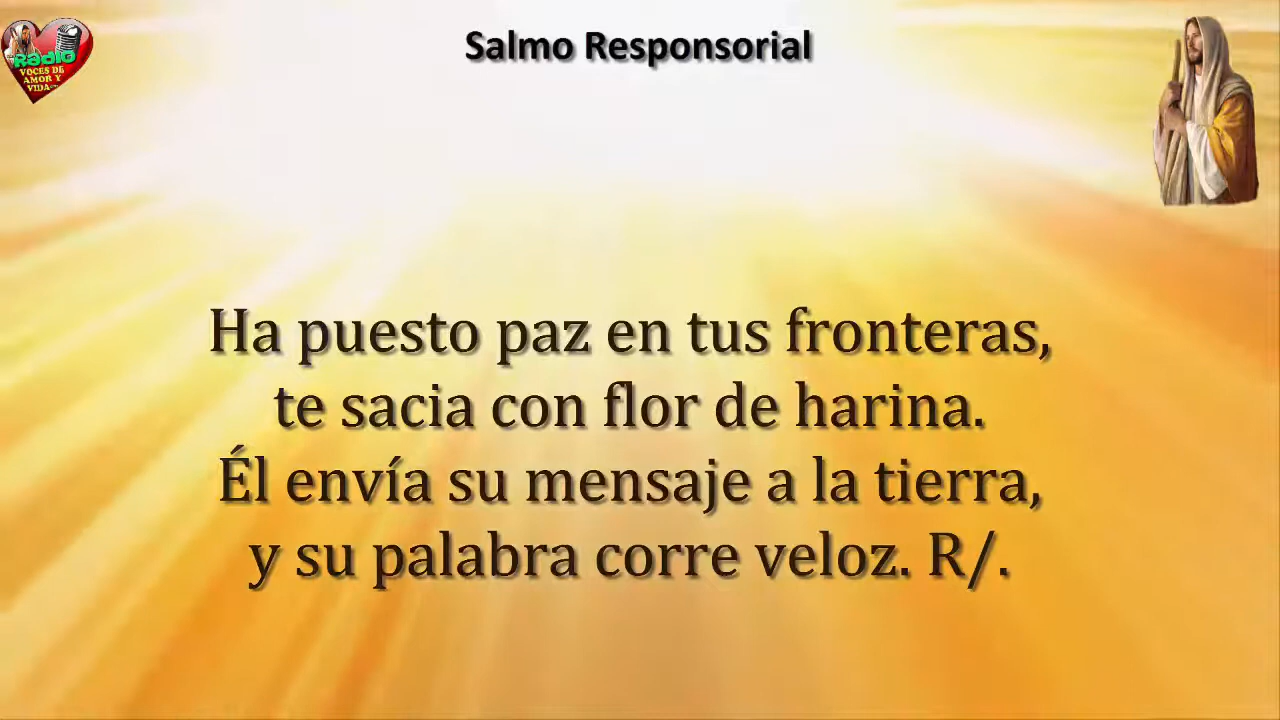 Salmo Responsorial
Radio
VOCES DE
AMOR Y
VIDA
Ha puesto paz en tus fronteras,
te sacia con flor de harina.
Él envía su mensaje a la tierra,
y su palabra corre veloz. R/.